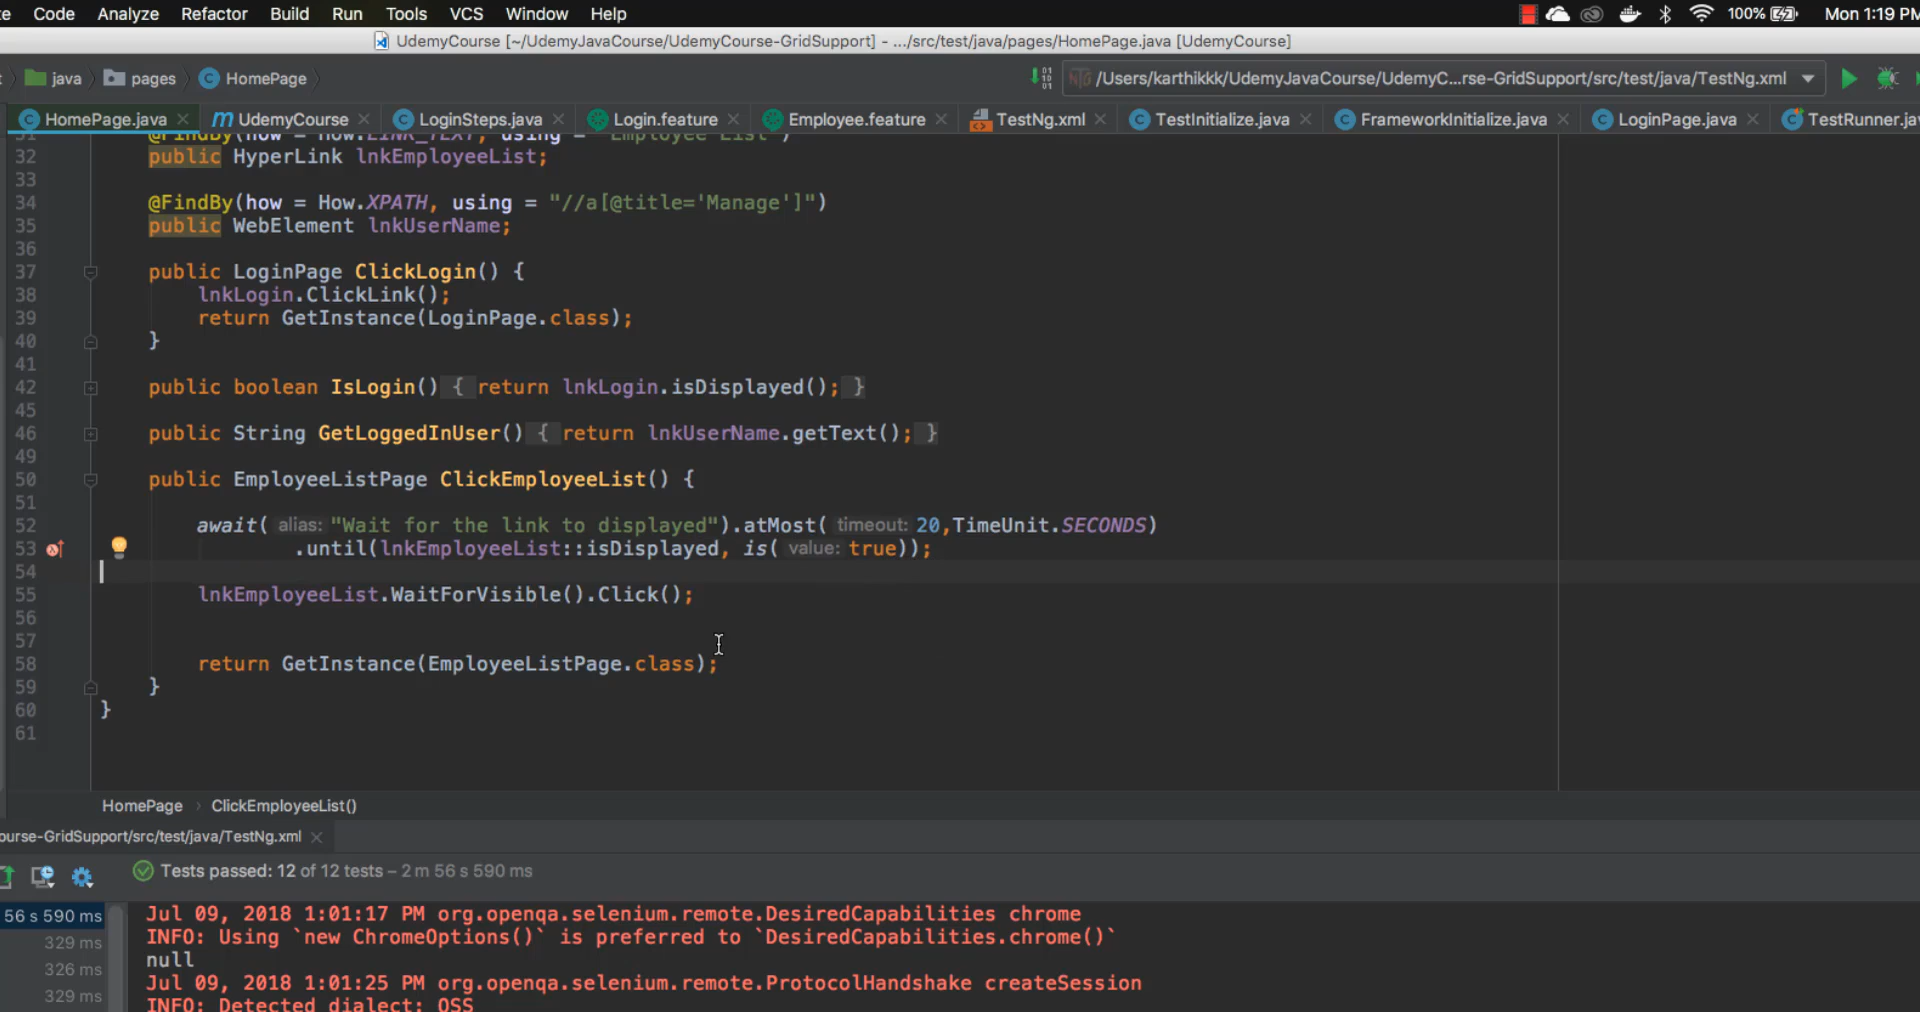 Code Analyze Refactor Build Run Tools VCS Window Help 100% Mon 1:19 PM
UdemyCourse [~/UdemyJavaCourse/UdemyCourse-GridSupport] - .../src/test/java/pages/HomePage.java [UdemyCourse]
java pages HomePage /Users/karthikkk/UdemyJavaCourse/UdemyC...rse-GridSupport/src/test/java/TestNg.xml
HomePage.java UdemyCourse LoginSteps.java Login.feature Employee.feature TestNg.xml TestInitialize.java FrameworkInitialize.java LoginPage.java TestRunner.jav
31 @FindBy(how = How.LINK_TEXT, using = "Employee List")
32 public HyperLink lnkEmployeeList;
33
34 @FindBy(how = How.XPATH, using = "//a[@title='Manage']")
35 public WebElement lnkUserName;
36
37 public LoginPage ClickLogin() {
38 lnkLogin.ClickLink();
39 return GetInstance(LoginPage.class);
40 }
41
42 public boolean IsLogin() { return lnkLogin.isDisplayed(); }
45
46 public String GetLoggedInUser() { return lnkUserName.getText(); }
49
50 public EmployeeListPage ClickEmployeeList() {
51
52 await( alias: "Wait for the link to displayed").atMost( timeout: 20,TimeUnit.SECONDS)
53 .until(lnkEmployeeList::isDisplayed, is( value: true));
54
55 lnkEmployeeList.WaitForVisible().Click();
56
57
58 return GetInstance(EmployeeListPage.class);
59 }
60 }
61
HomePage › ClickEmployeeList()
ourse-GridSupport/src/test/java/TestNg.xml
Tests passed: 12 of 12 tests – 2 m 56 s 590 ms
56 s 590 ms Jul 09, 2018 1:01:17 PM org.openqa.selenium.remote.DesiredCapabilities chrome
329 ms INFO: Using `new ChromeOptions()` is preferred to `DesiredCapabilities.chrome()`
326 ms null
329 ms Jul 09, 2018 1:01:25 PM org.openqa.selenium.remote.ProtocolHandshake createSession
INFO: Detected dialect: OSS